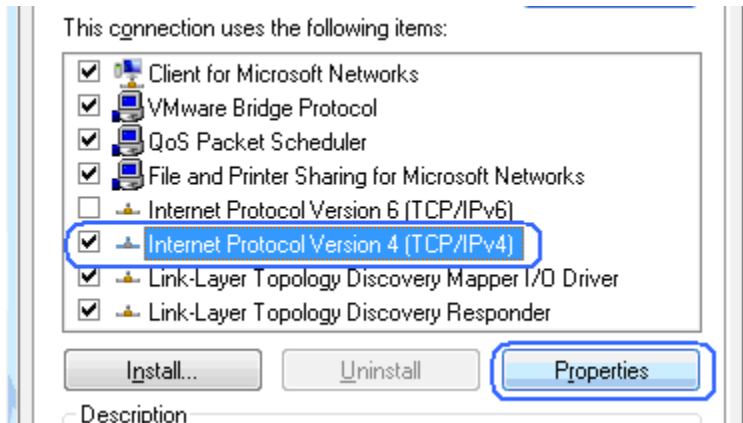 This connection uses the following items:
Client for Microsoft Networks
VMware Bridge Protocol
QoS Packet Scheduler
File and Printer Sharing for Microsoft Networks
Internet Protocol Version 6 (TCP/IPv6)
Internet Protocol Version 4 (TCP/IPv4)
Link-Layer Topology Discovery Mapper I/O Driver
Link-Layer Topology Discovery Responder
Install... Uninstall Properties
Description